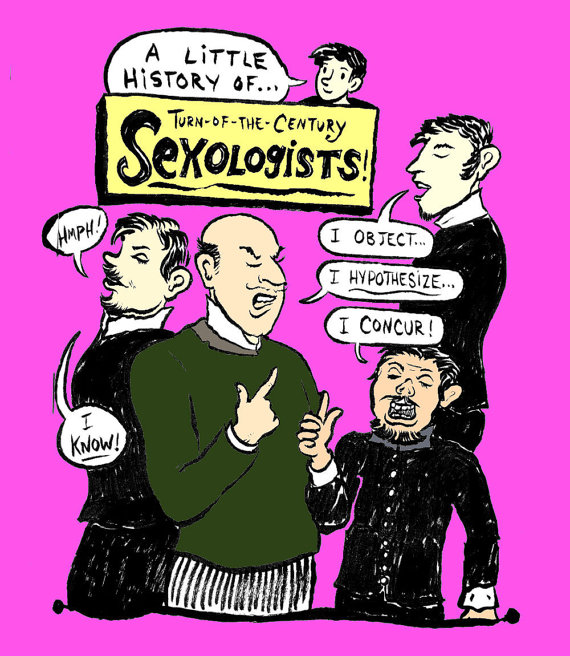 A LiTTLE
HiSTORY OF...
TURN-OF-THE-CENTURY
SEXOLOGiSTS!
I OBJECT...
HMPH!
I HYPOTHESIZE...
I CONCUR!
I
KNOW!